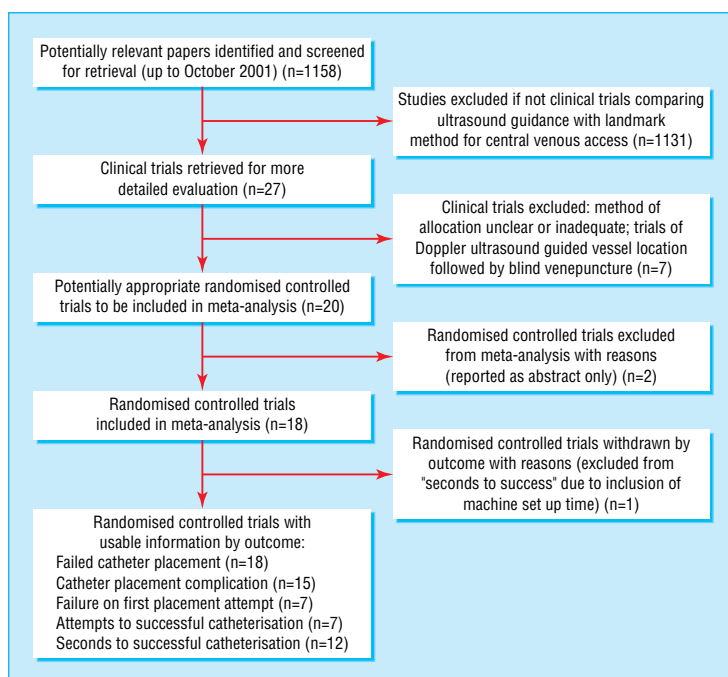 Potentially relevant papers identified and screened
for retrieval (up to October 2001) (n=1158)
Studies excluded if not clinical trials comparing
ultrasound guidance with landmark
method for central venous access (n=1131)
Clinical trials retrieved for more
detailed evaluation (n=27)
Clinical trials excluded: method of
allocation unclear or inadequate; trials of
Doppler ultrasound guided vessel location
followed by blind venepuncture (n=7)
Potentially appropriate randomised controlled
trials to be included in meta-analysis (n=20)
Randomised controlled trials excluded
from meta-analysis with reasons
(reported as abstract only) (n=2)
Randomised controlled trials
included in meta-analysis (n=18)
Randomised controlled trials withdrawn by
outcome with reasons (excluded from
"seconds to success" due to inclusion of
machine set up time) (n=1)
Randomised controlled trials with
usable information by outcome:
Failed catheter placement (n=18)
Catheter placement complication (n=15)
Failure on first placement attempt (n=7)
Attempts to successful catheterisation (n=7)
Seconds to successful catheterisation (n=12)